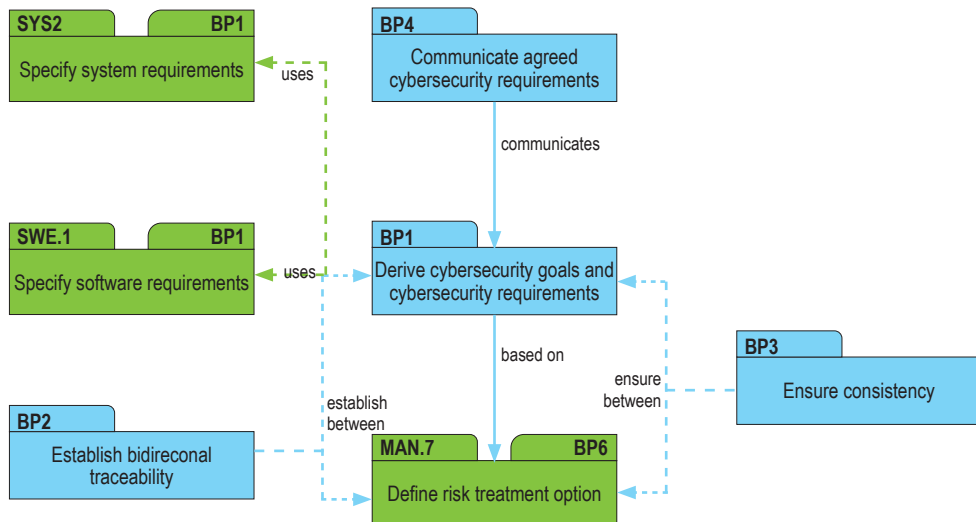 SYS2 BP1
Specify system requirements
uses
BP4
Communicate agreed
cybersecurity requirements
communicates
SWE.1 BP1
Specify software requirements
uses
BP1
Derive cybersecurity goals and
cybersecurity requirements
based on
BP3
Ensure consistency
ensure
between
establish
between
BP2
Establish bidireconal
traceability
MAN.7 BP6
Define risk treatment option